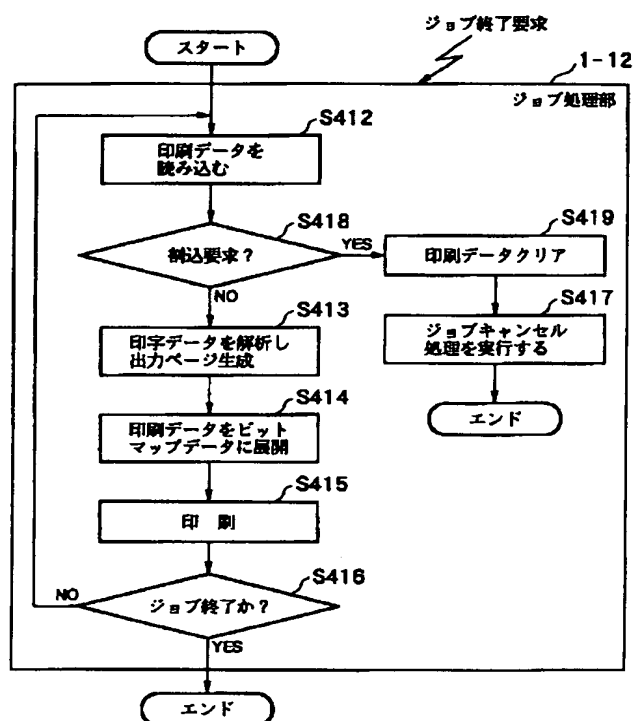 ジョブ終了要求
スタート
1-12
ジョブ処理部
S412
印刷データを
読み込む
S418
割込要求?
YES
NO
S419
印刷データクリア
S413
印字データを解析し
出力ページ生成
S417
ジョブキャンセル
処理を実行する
エンド
S414
印刷データをビット
マップデータに展開
S415
印 刷
S416
ジョブ終了か?
NO
YES
エンド